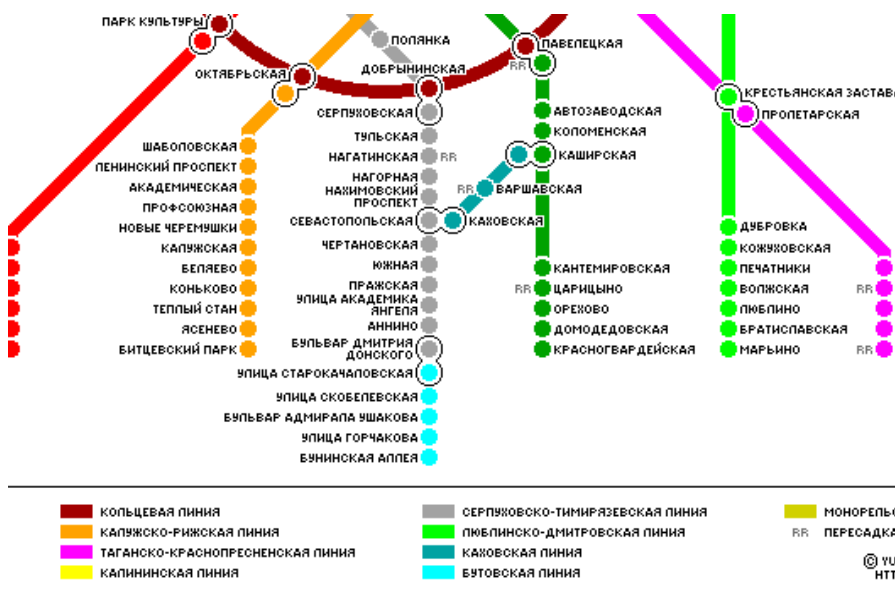 ПАРК КУЛЬТУРЫ
ПОЛЯНКА
ПАВЕЛЕЦКАЯ
RR
ОКТЯБРЬСКАЯ
ДОБРЫНИНСКАЯ
КРЕСТЬЯНСКАЯ ЗАСТАВА
СЕРПУХОВСКАЯ
АВТОЗАВОДСКАЯ
ПРОЛЕТАРСКАЯ
ТУЛЬСКАЯ
КОЛОМЕНСКАЯ
ШАБОЛОВСКАЯ
НАГАТИНСКАЯ RR
КАШИРСКАЯ
ЛЕНИНСКИЙ ПРОСПЕКТ
НАГОРНАЯ
АКАДЕМИЧЕСКАЯ
НАХИМОВСКИЙ
ПРОСПЕКТ
RR ВАРШАВСКАЯ
ПРОФСОЮЗНАЯ
СЕВАСТОПОЛЬСКАЯ
КАХОВСКАЯ
НОВЫЕ ЧЕРЕМУШКИ
ДУБРОВКА
КАЛУЖСКАЯ
ЧЕРТАНОВСКАЯ
КОЖУХОВСКАЯ
БЕЛЯЕВО
ЮЖНАЯ
КАНТЕМИРОВСКАЯ
ПЕЧАТНИКИ
КОНЬКОВО
ПРАЖСКАЯ
RR ЦАРИЦЫНО
ВОЛЖСКАЯ
RR
ТЕПЛЫЙ СТАН
УЛИЦА АКАДЕМИКА
ЯНГЕЛЯ
ОРЕХОВО
ЛЮБЛИНО
ЯСЕНЕВО
АННИНО
ДОМОДЕДОВСКАЯ
БРАТИСЛАВСКАЯ
БИТЦЕВСКИЙ ПАРК
БУЛЬВАР ДМИТРИЯ
ДОНСКОГО
КРАСНОГВАРДЕЙСКАЯ
МАРЬИНО
RR
УЛИЦА СТАРОКАЧАЛОВСКАЯ
УЛИЦА СКОБЕЛЕВСКАЯ
БУЛЬВАР АДМИРАЛА УШАКОВА
УЛИЦА ГОРЧАКОВА
БУНИНСКАЯ АЛЛЕЯ
КОЛЬЦЕВАЯ ЛИНИЯ
КАЛУЖСКО-РИЖСКАЯ ЛИНИЯ
ТАГАНСКО-КРАСНОПРЕСНЕНСКАЯ ЛИНИЯ
КАЛИНИНСКАЯ ЛИНИЯ
СЕРПУХОВСКО-ТИМИРЯЗЕВСКАЯ ЛИНИЯ
ЛЮБЛИНСКО-ДМИТРОВСКАЯ ЛИНИЯ
КАХОВСКАЯ ЛИНИЯ
БУТОВСКАЯ ЛИНИЯ
МОНОРЕЛЬС
RR ПЕРЕСАДКА
© YU
HTT